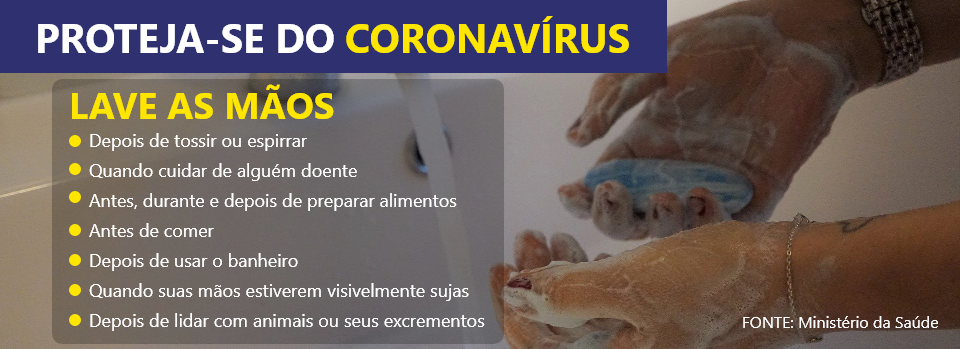 PROTEJA-SE DO CORONAVÍRUS
LAVE AS MÃOS
Depois de tossir ou espirrar
Quando cuidar de alguém doente
Antes, durante e depois de preparar alimentos
Antes de comer
Depois de usar o banheiro
Quando suas mãos estiverem visivelmente sujas
Depois de lidar com animais ou seus excrementos
FONTE: Ministério da Saúde